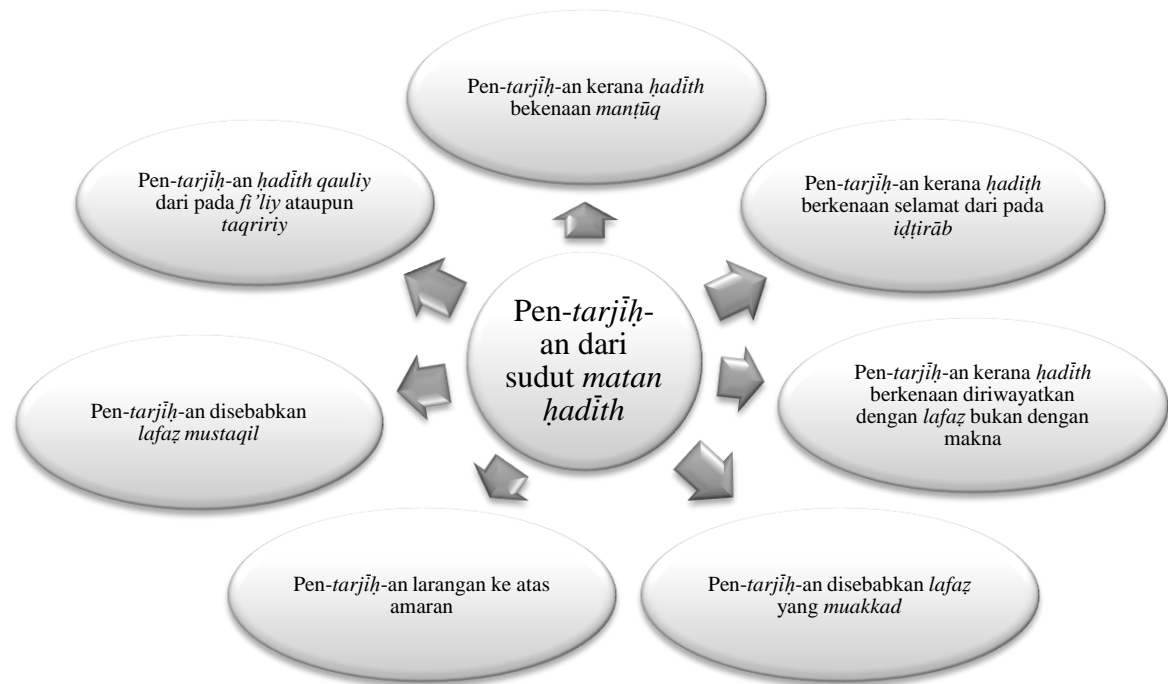 Pen-tarjīḥ-an kerana ḥadīth
bekenaan manṭūq
Pen-tarjīḥ-an kerana ḥadiṭh
berkenaan selamat dari pada
iḍṭirāb
Pen-tarjīḥ-an kerana ḥadīth
berkenaan diriwayatkan
dengan lafaẓ bukan dengan
makna
Pen-tarjīḥ-an disebabkan lafaẓ
yang muakkad
Pen-tarjīḥ-an larangan ke atas
amaran
Pen-tarjīḥ-an disebabkan
lafaẓ mustaqil
Pen-tarjīḥ-an ḥadīth qauliy
dari pada fi’liy ataupun
taqririy
Pen-tarjīḥ-
an dari
sudut matan
ḥadīth